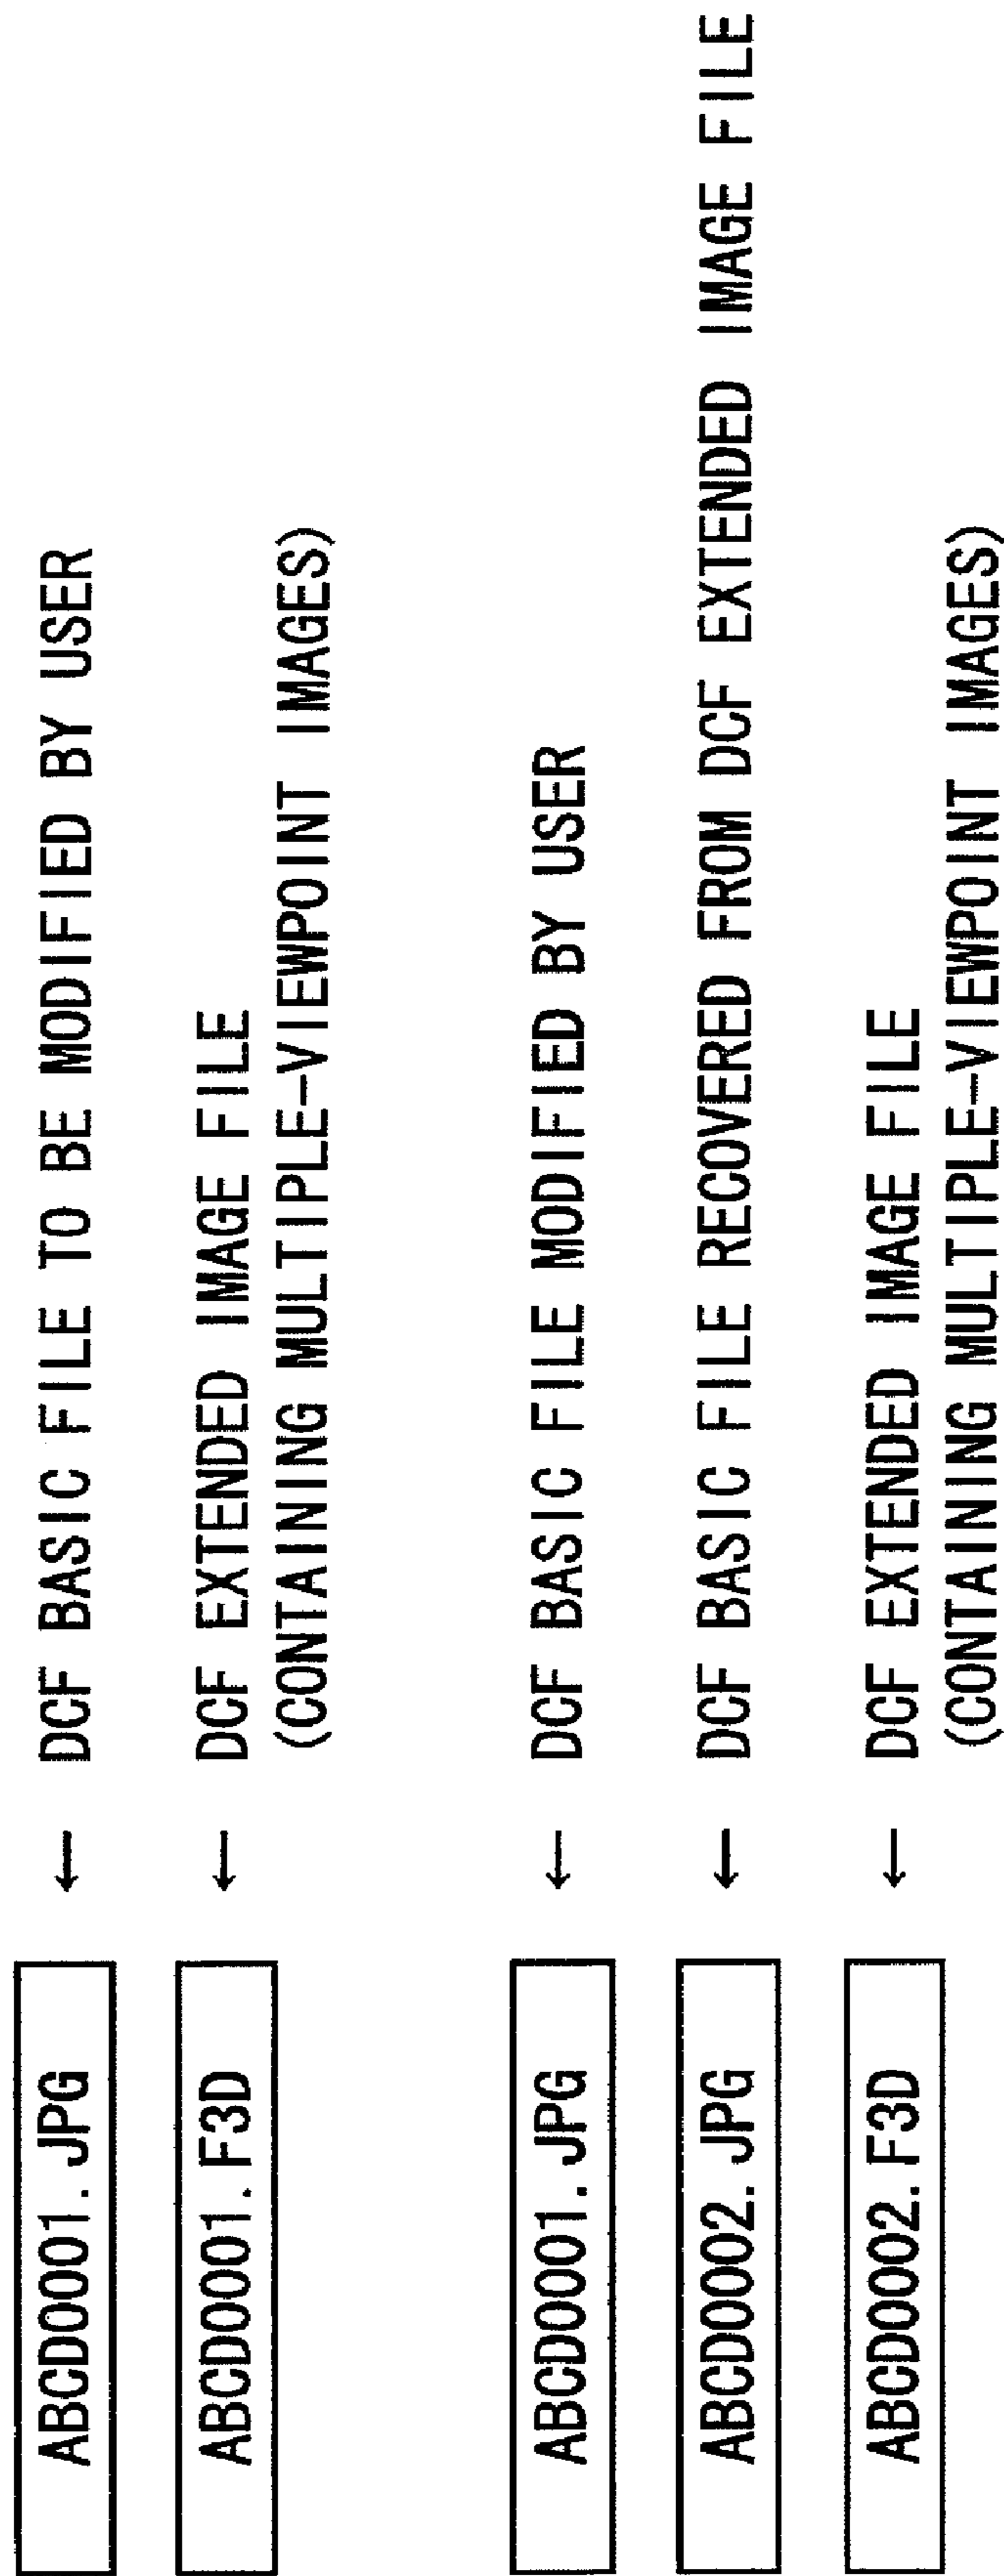 ABCD0001.JPG ← DCF BASIC FILE TO BE MODIFIED BY USER
ABCD0001.F3D ← DCF EXTENDED IMAGE FILE
(CONTAINING MULTIPLE-VIEWPOINT IMAGES)
ABCD0001.JPG ← DCF BASIC FILE MODIFIED BY USER
ABCD0002.JPG ← DCF BASIC FILE RECOVERED FROM DCF EXTENDED IMAGE FILE
ABCD0002.F3D ← DCF EXTENDED IMAGE FILE
(CONTAINING MULTIPLE-VIEWPOINT IMAGES)